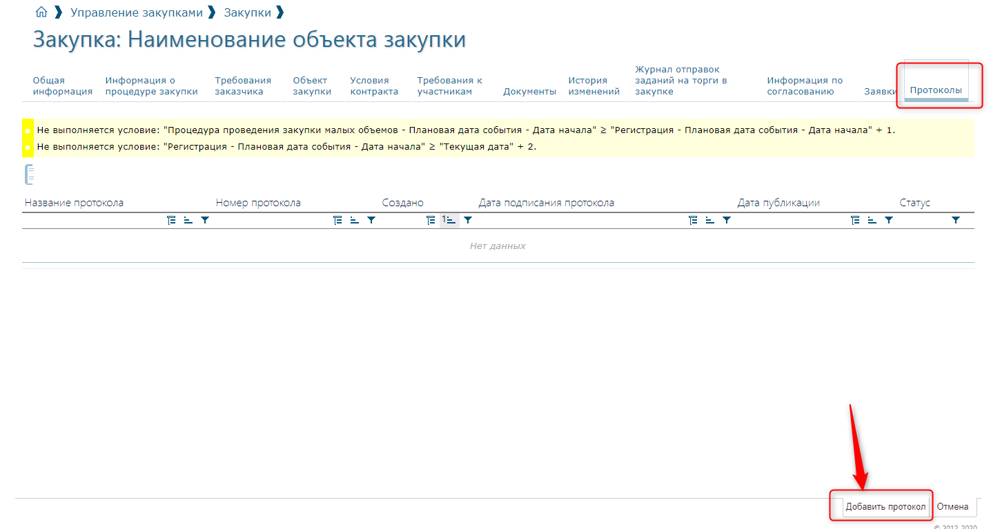 Управление закупками Закупки
Закупка: Наименование объекта закупки
Общая информация
Информация о процедуре закупки
Требования заказчика
Объект закупки
Условия контракта
Требования к участникам
Документы
История изменений
Журнал отправок заданий на торги в закупке
Информация по согласованию
Заявки
Протоколы
Не выполняется условие: "Процедура проведения закупки малых объемов - Плановая дата события - Дата начала" ≥ "Регистрация - Плановая дата события - Дата начала" + 1.
Не выполняется условие: "Регистрация - Плановая дата события - Дата начала" ≥ "Текущая дата" + 2.
Название протокола Номер протокола Создано Дата подписания протокола Дата публикации Статус
1
Нет данных
Добавить протокол Отмена
© 2012-2020